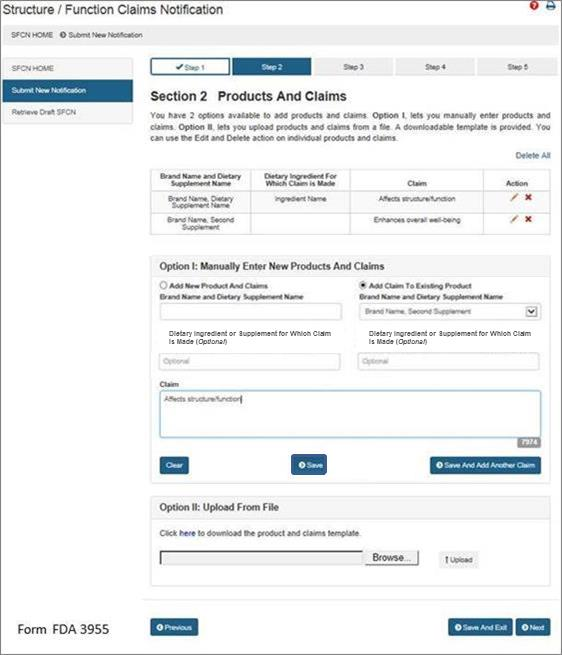 Structure / Function Claims Notification
SFCN HOME Submit New Notification
SFCN HOME
Submit New Notification
Retrieve Draft SFCN
Step 1 Step 2 Step 3 Step 4 Step 5
Section 2 Products And Claims
You have 2 options available to add products and claims. Option I, lets you manually enter products and
claims. Option II, lets you upload products and claims from a file. A downloadable template is provided. You
can use the Edit and Delete action on individual products and claims.
Delete All
Brand Name and Dietary Supplement Name Dietary Ingredient For Which Claim is Made Claim Action
Brand Name, Dietary Supplement Name Ingredient Name Affects structure/function
Brand Name, Second Supplement Enhances overall well-being
Option I: Manually Enter New Products And Claims
Add New Product And Claims Add Claim To Existing Product
Brand Name and Dietary Supplement Name Brand Name and Dietary Supplement Name
Brand Name, Second Supplement
Dietary Ingredient or Supplement for Which Claim Dietary Ingredient or Supplement for Which Claim
is Made (Optional) is Made (Optional)
Optional Optional
Claim
Affects structure/function
7974
Clear Save Save And Add Another Claim
Option II: Upload From File
Click here to download the product and claims template.
Browse... Upload
Form FDA 3955 Previous Save And Exit Next